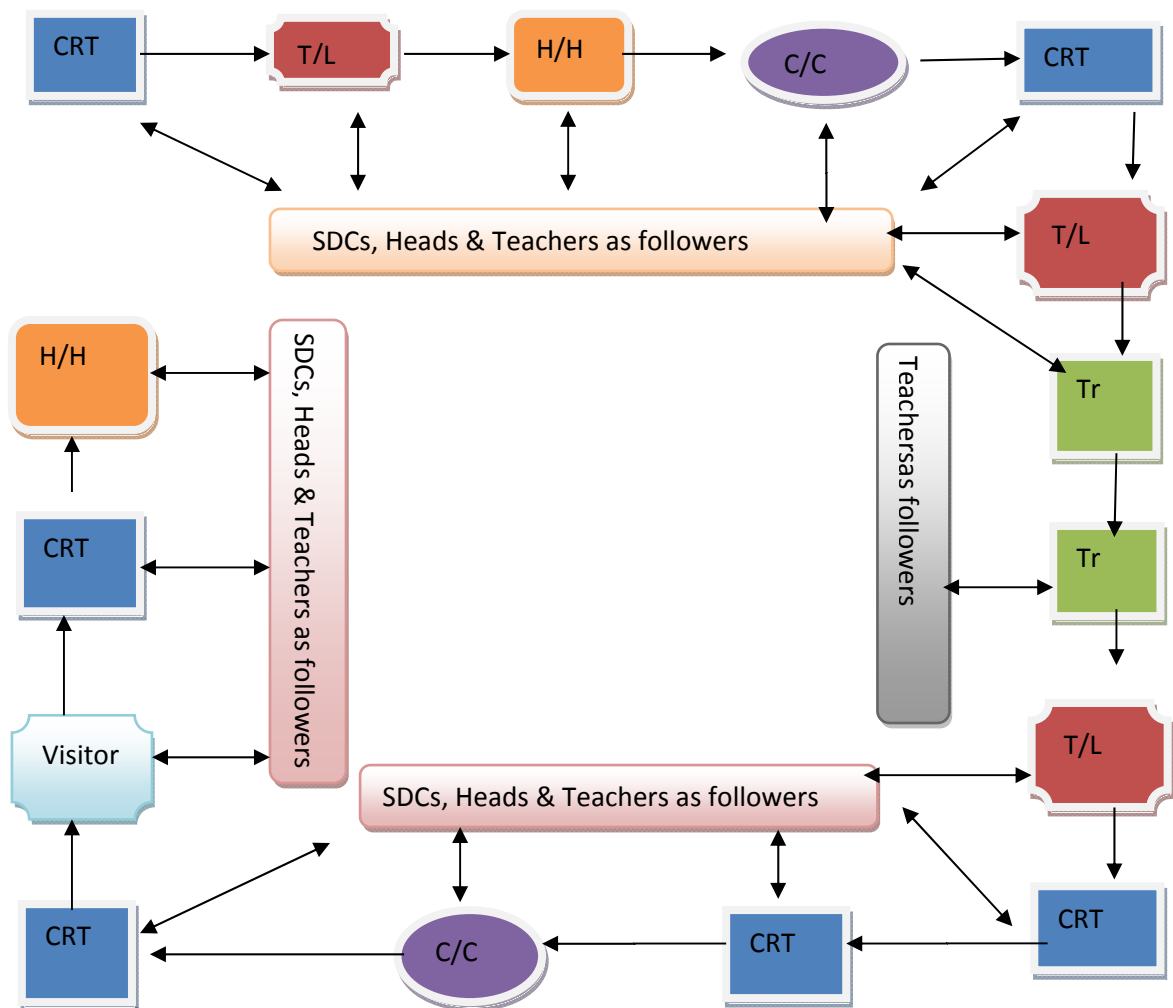 CRT
T/L
H/H
C/C
CRT
SDCs, Heads & Teachers as followers
T/L
H/H
SDCs, Heads & Teachers as followers
Teachersas followers
Tr
CRT
Tr
Visitor
T/L
SDCs, Heads & Teachers as followers
CRT
C/C
CRT
CRT